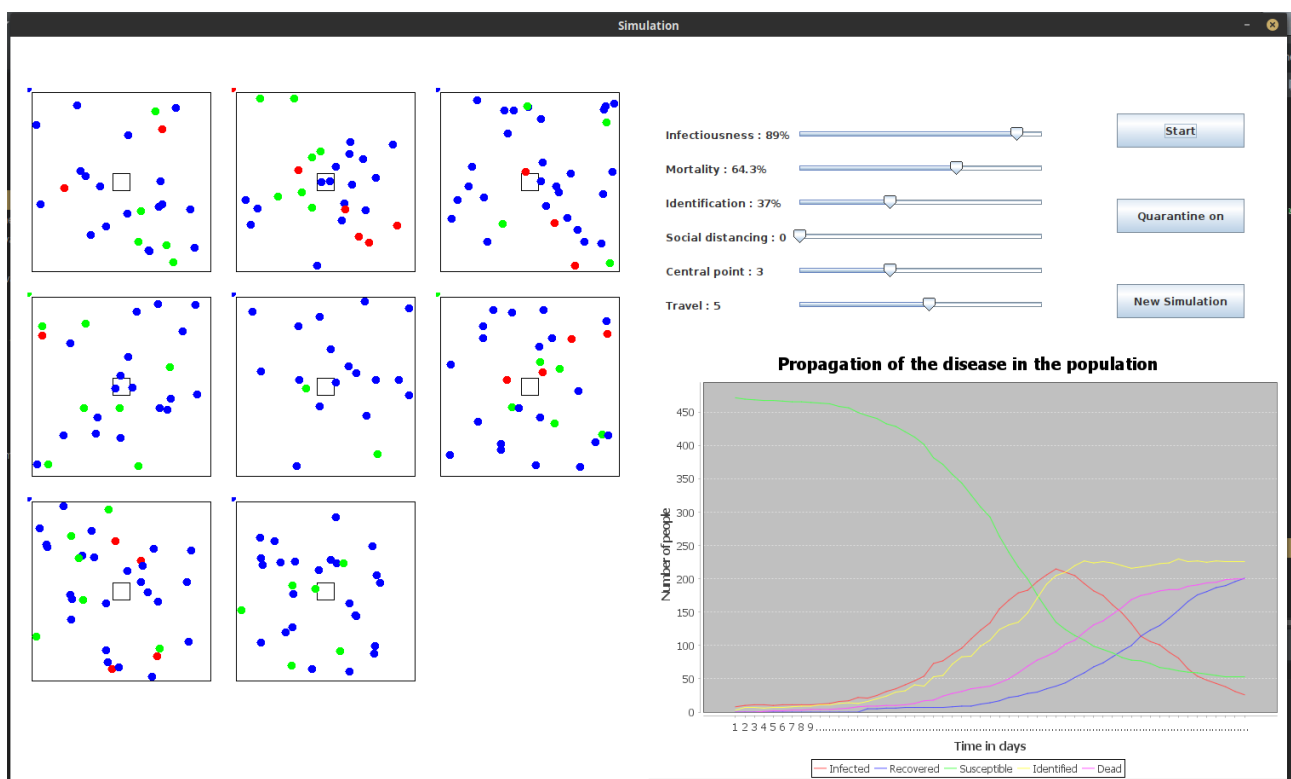 Simulation
Infectiousness : 89%
Start
Mortality : 64.3%
Identification : 37%
Quarantine on
Social distancing : 0
Central point : 3
Travel : 5
New Simulation
Propagation of the disease in the population
Number of people
450
400
350
300
250
200
150
100
50
0
1 2 3 4 5 6 7 8 9
Time in days
Infected Recovered Susceptible Identified Dead